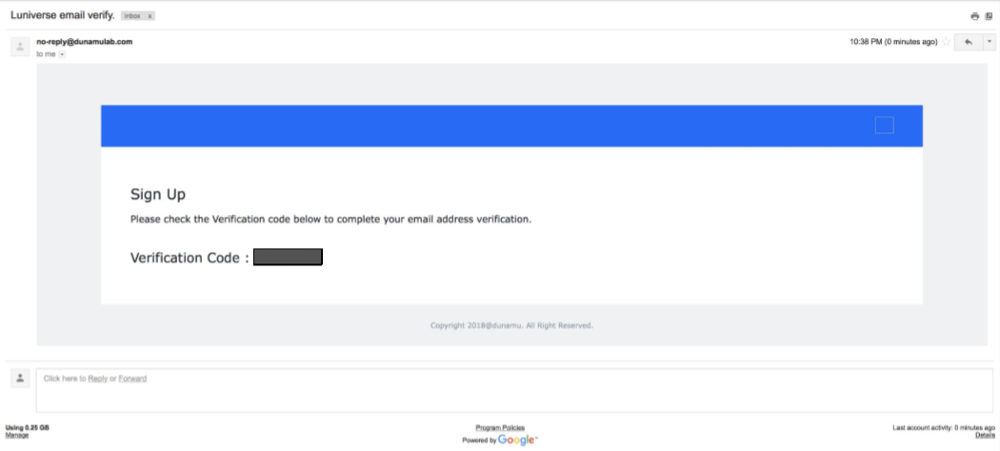 Luniverse email verify. Inbox x
no-reply@dunamulab.com 10:38 PM (0 minutes ago)
to me
Sign Up
Please check the Verification code below to complete your email address verification.
Verification Code :
Copyright 2018@dunamu. All Right Reserved.
Click here to Reply or Forward
Using 0.25 GB
Manage
Program Policies
Powered by Google™
Last account activity: 0 minutes ago
Details